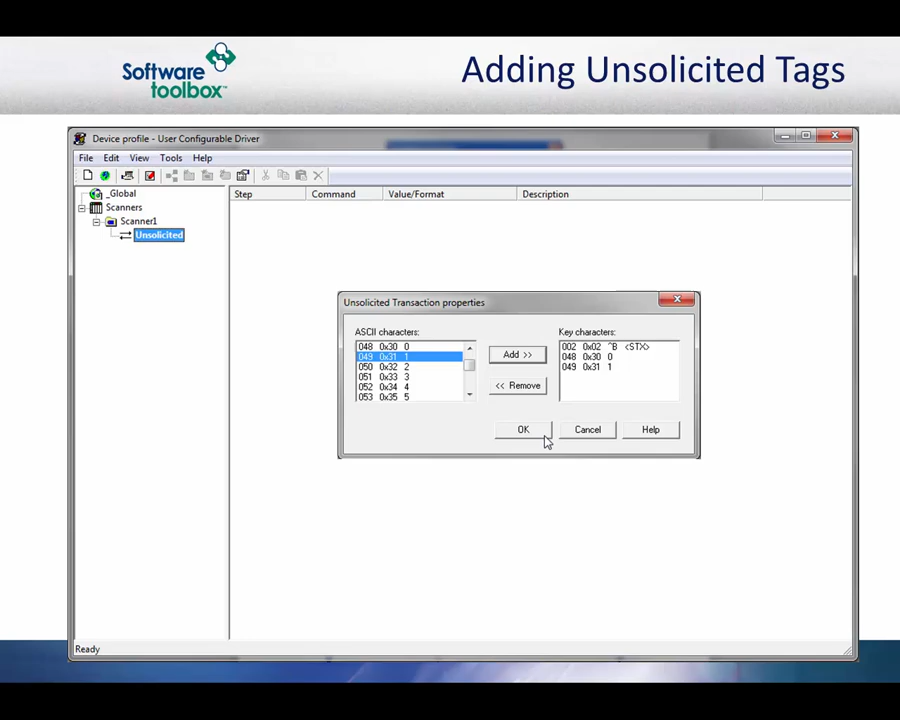 Software
toolbox™
Adding Unsolicited Tags
Device profile - User Configurable Driver
File Edit View Tools Help
_Global
Scanners
Scanner1
Unsolicited
Step Command Value/Format Description
Unsolicited Transaction properties
ASCII characters:
048 0x30 0
049 0x31 1
050 0x32 2
051 0x33 3
052 0x34 4
053 0x35 5
Add >>
<< Remove
Key characters:
002 0x02 ^B <STX>
048 0x30 0
049 0x31 1
OK Cancel Help
Ready